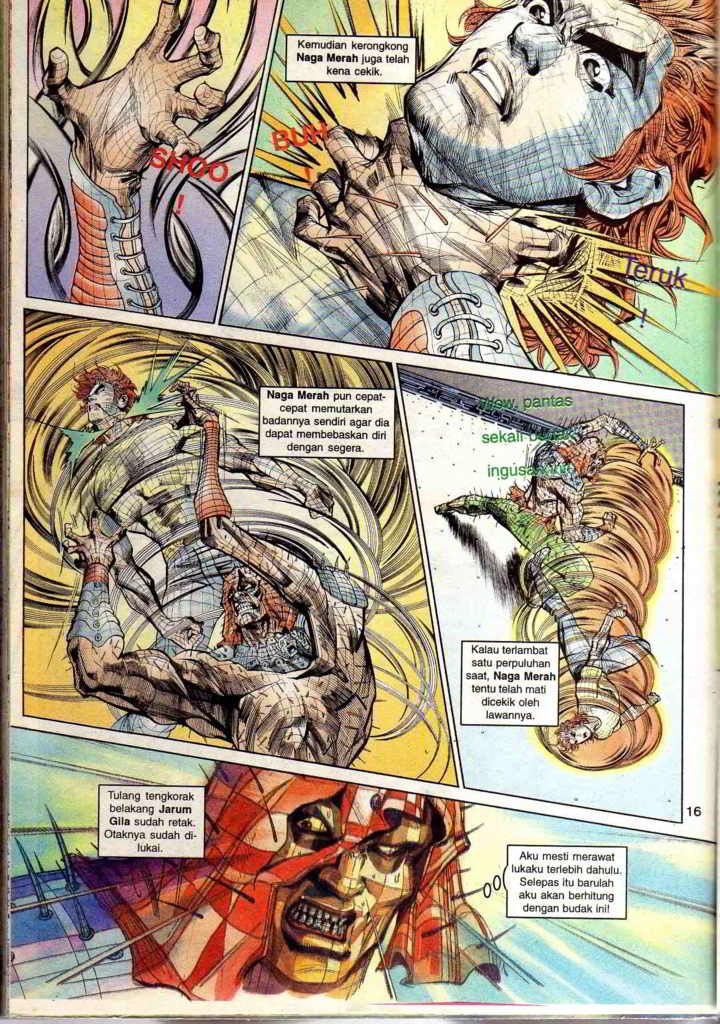 SHOO
!
Kemudian kerongkong
Naga Merah juga telah
kena cekik.
BUH
!
Teruk
!
Naga Merah pun cepat-
cepat memutarkan
badannya sendiri agar dia
dapat membebaskan diri
dengan segera.
Wow, pantas
sekali budak
Kalau terlambat
satu perpuluhan
saat, Naga Merah
tentu telah mati
dicekik oleh
lawannya.
16
Tulang tengkorak
belakang Jarum
Gila sudah retak.
Otaknya sudah di-
lukai.
Aku mesti merawat
lukaku terlebih dahulu.
Selepas itu barulah
aku akan berhitung
dengan budak ini!